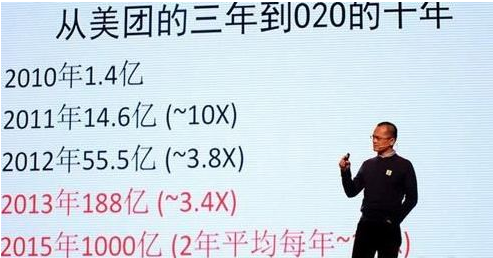 从美团的三年到O2O的十年
2010年1.4亿
2011年14.6亿 (~10X)
2012年55.5亿 (~3.8X)
2013年188亿 (~3.4X)
2015年1000亿 (2年平均每年~